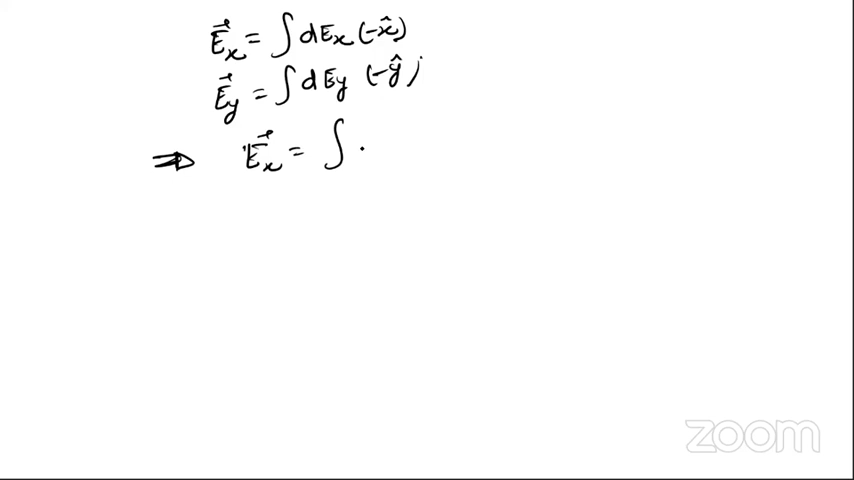 E⃗x = ∫ dEx (-x̂)
E⃗y = ∫ dEy (-ŷ)
⇒ E⃗x = ∫ .
zoom